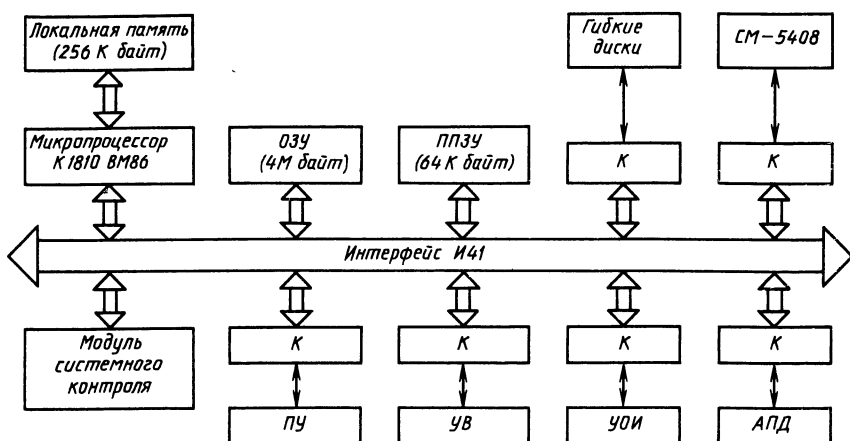 Локальная память
(256 К байт)
Гибкие
диски
СМ-5408
Микропроцессор
К1810 ВМ86
ОЗУ
(4М байт)
ППЗУ
(64 К байт)
К
К
Интерфейс И41
Модуль
системного
контроля
К
К
К
К
ПУ
УВ
УОИ
АПД